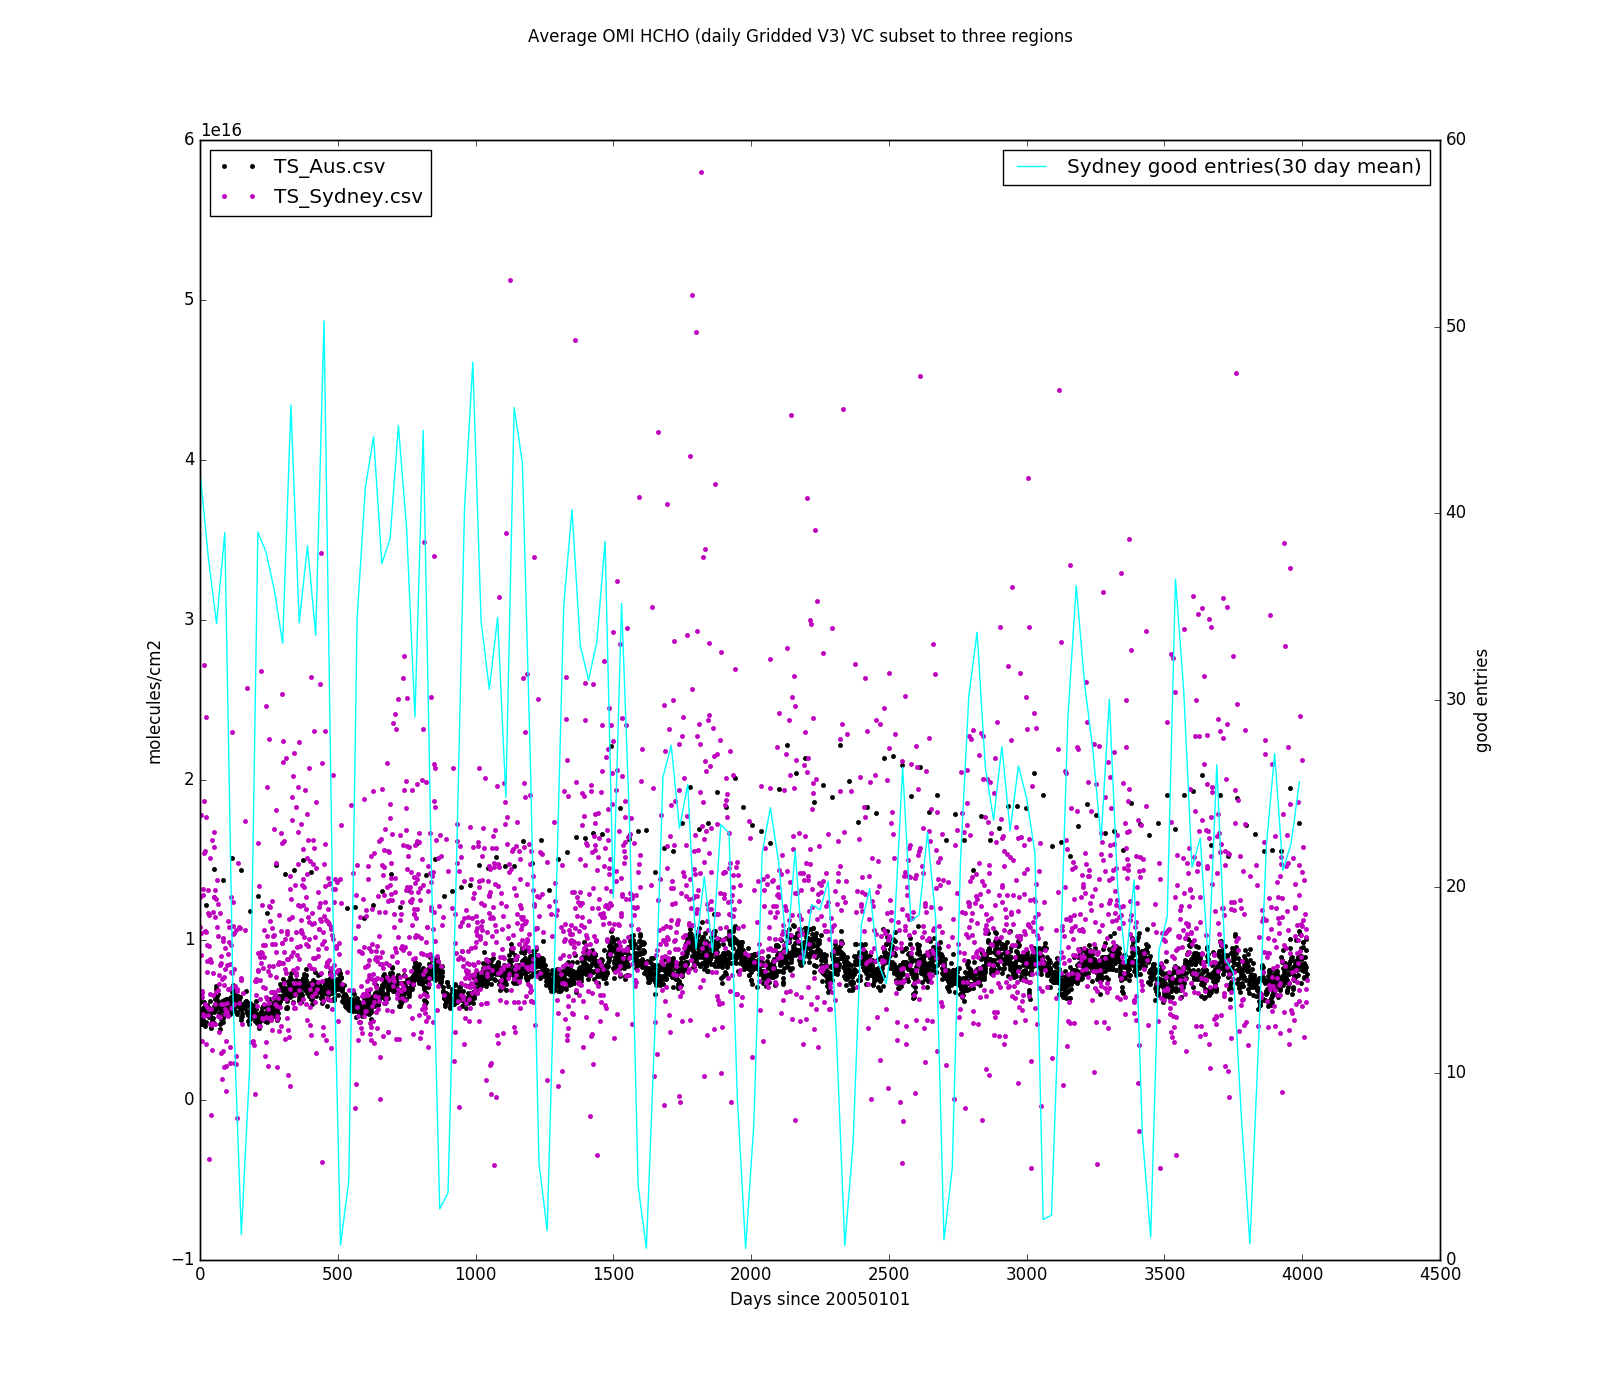 Average OMI HCHO (daily Gridded V3) VC subset to three regions
1e16
TS_Aus.csv
TS_Sydney.csv
Sydney good entries(30 day mean)
6
5
4
3
2
1
0
−1
molecules/cm2
60
50
40
30
20
10
0
good entries
0 500 1000 1500 2000 2500 3000 3500 4000 4500
Days since 20050101